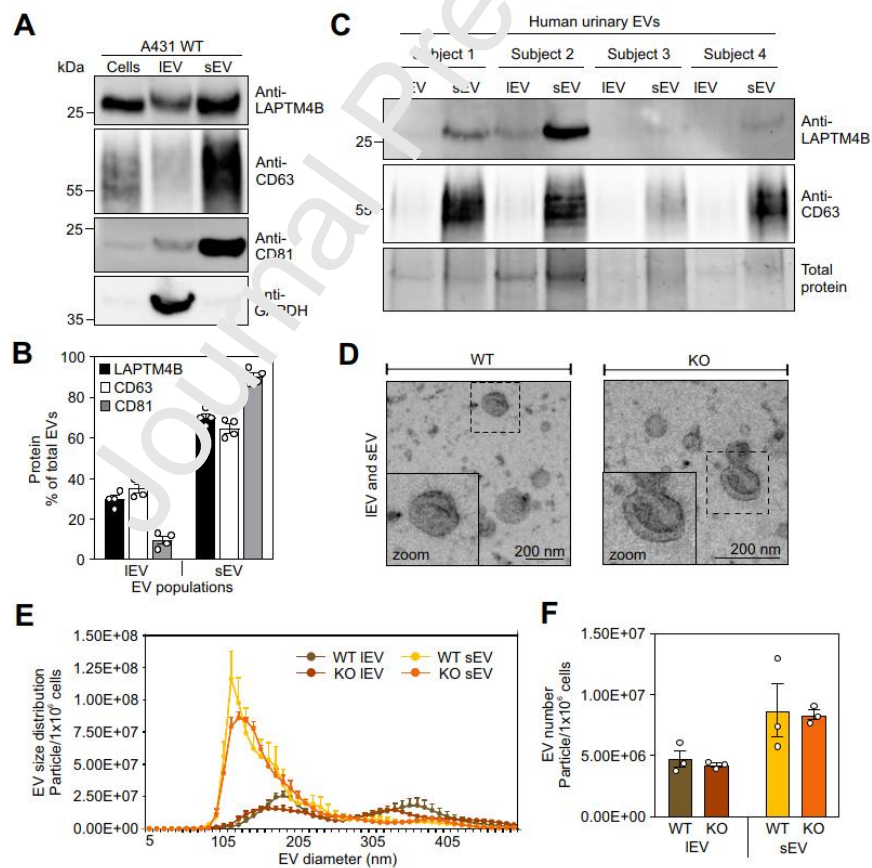 A
A431 WT
kDa
Cells
lEV
sEV
25
Anti-
LAPTM4B
55
Anti-
CD63
25
Anti-
CD81
35
GAPDH
C
Human urinary EVs
Subject 2
Subject 3
Subject 4
sEV
lEV
sEV
lEV
sEV
lEV
sEV
25
Anti-
LAPTM4B
Anti-
CD63
Total
protein
Journal Pre
B
LAPTM4B
CD63
CD81
Protein
% of total EVs
100
80
60
40
20
0
lEV
sEV
EV populations
D
WT
KO
lEV and sEV
zoom
200 nm
zoom
200 nm
E
EV size distribution
Particle/1x10⁶ cells
1.50E+08
1.25E+08
1.00E+08
7.50E+07
5.00E+07
2.50E+07
0.00E+00
WT lEV
WT sEV
KO lEV
KO sEV
5
105
205
305
405
EV diameter (nm)
F
EV number
Particle/1x10⁶ cells
1.50E+07
1.00E+07
5.00E+06
0.00E+00
WT
KO
WT
KO
lEV
sEV